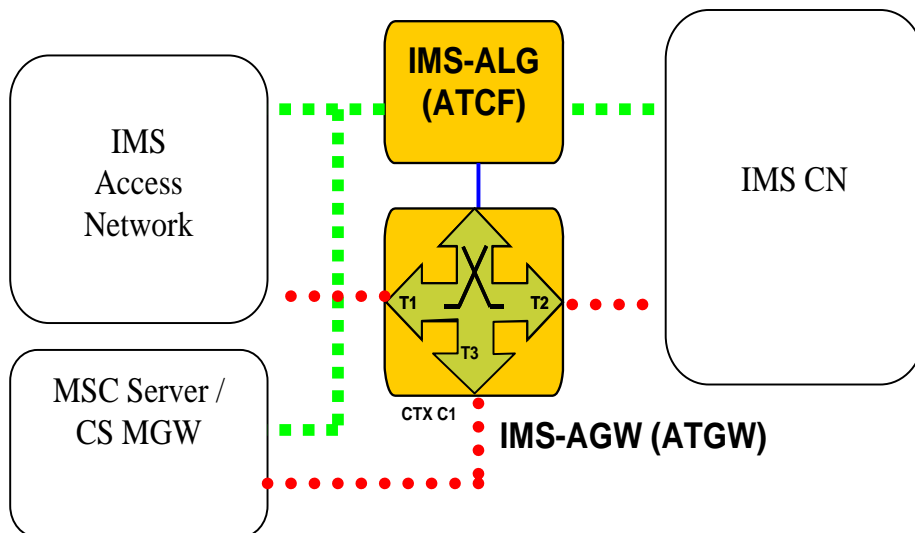 IMS-ALG
(ATCF)
IMS
Access
Network
IMS CN
T1
T2
T3
MSC Server /
CS MGW
CTX C1
IMS-AGW (ATGW)